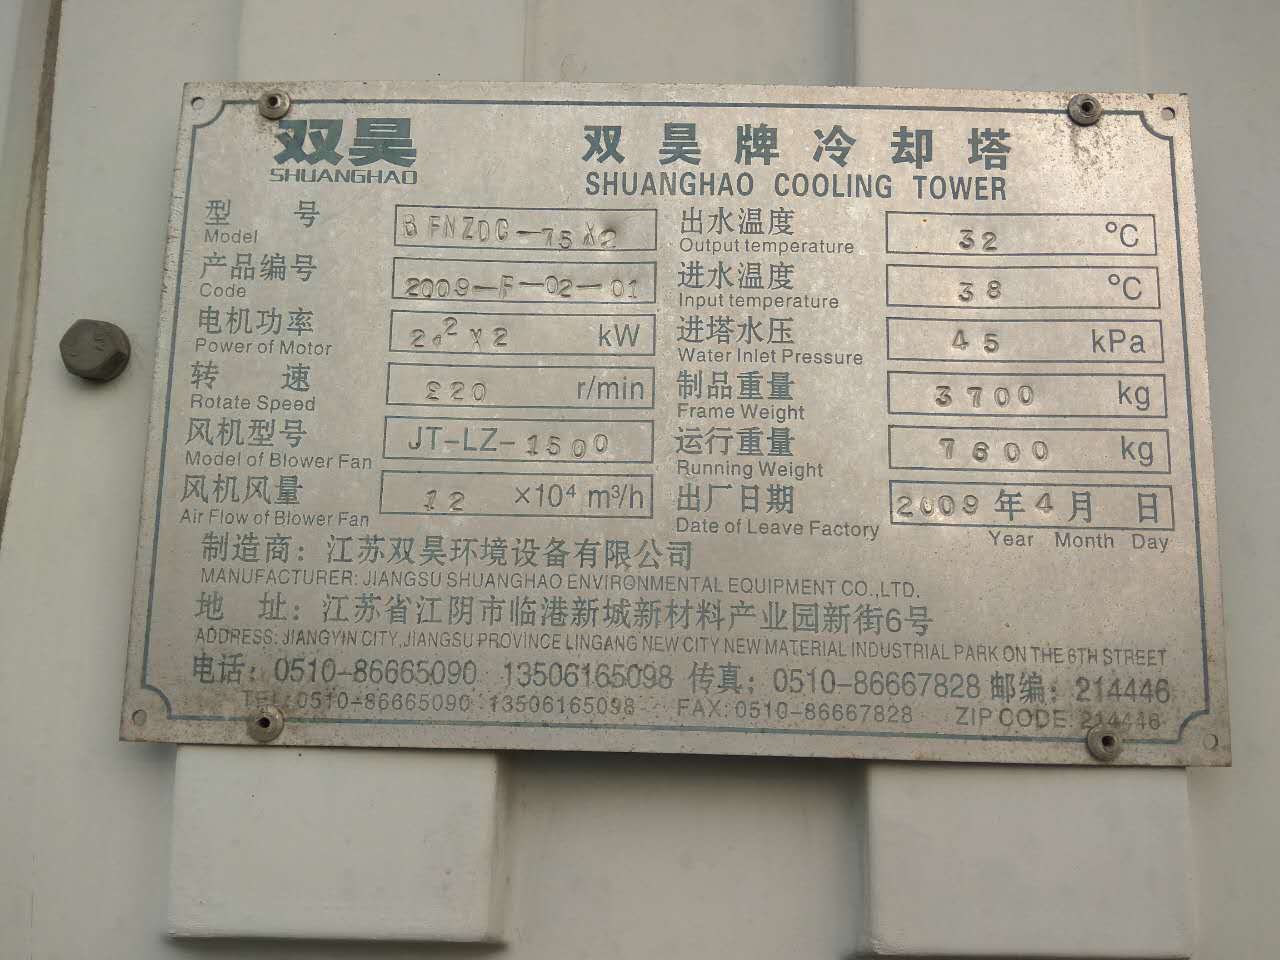 双昊
SHUANGHAO
双昊牌冷却塔
SHUANGHAO COOLING TOWER
型 号 BFNZDG-75X2
Model
产品编号 2009-F-02-01
Code
电机功率 2.2X2 kW
Power of Motor
转 速 220 r/min
Rotate Speed
风机型号 JT-LZ-1500
Model of Blower Fan
风机风量 12 ×10⁴ m³/h
Air Flow of Blower Fan
出水温度 32 °C
Output temperature
进水温度 38 °C
Input temperature
进塔水压 45 kPa
Water Inlet Pressure
制品重量 3700 kg
Frame Weight
运行重量 7600 kg
Running Weight
出厂日期 2009年4月 日
Date of Leave Factory Year Month Day
制造商：江苏双昊环境设备有限公司
MANUFACTURER: JIANGSU SHUANGHAO ENVIRONMENTAL EQUIPMENT CO.,LTD.
地 址：江苏省江阴市临港新城新材料产业园新街6号
ADDRESS: JIANGYIN CITY,JIANGSU PROVINCE LINGANG NEW CITY NEW MATERIAL INDUSTRIAL PARK ON THE 6TH STREET
电话：0510-86665090 13506165098 传真：0510-86667828 邮编：214446
TEL:0510-86665090 13506165098 FAX:0510-86667828 ZIP CODE:214446